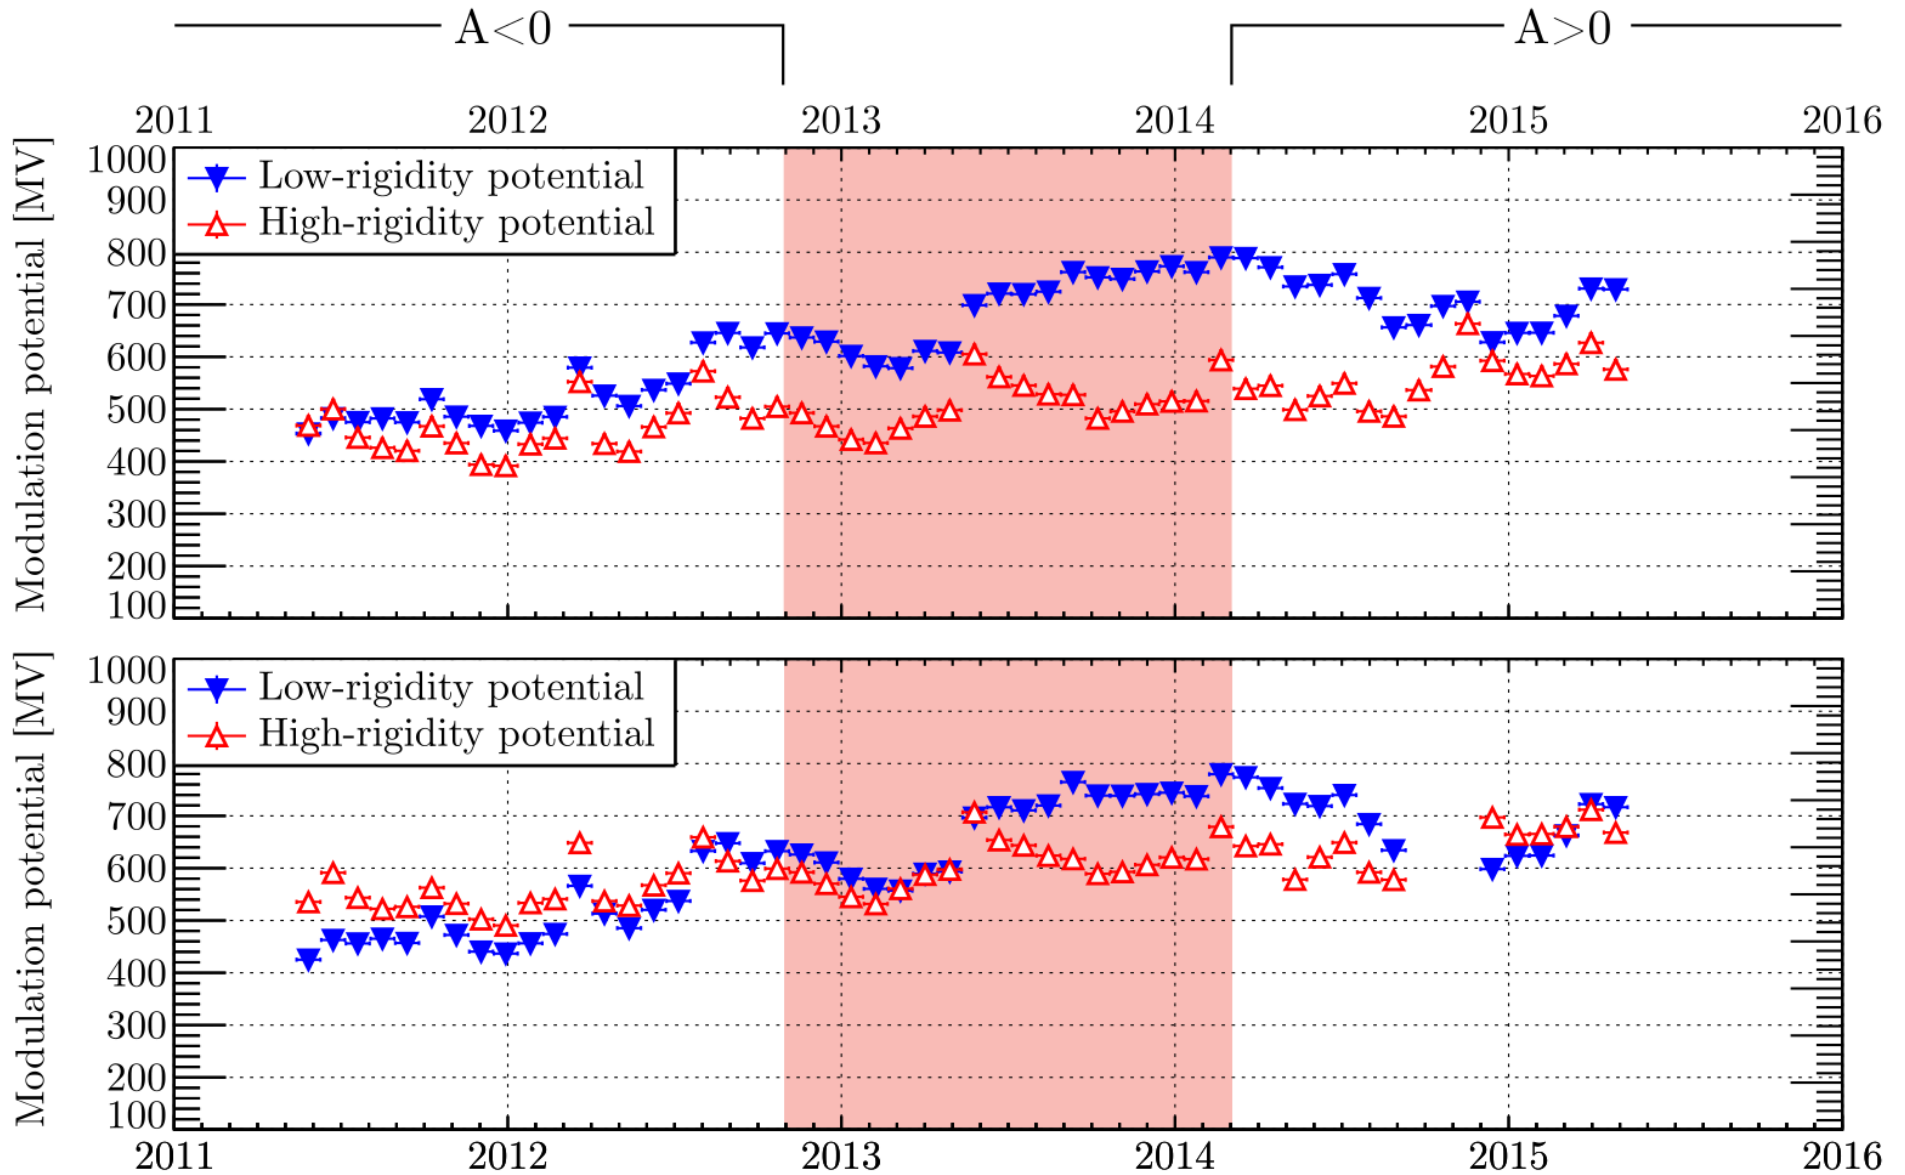 A<0 A>0
2011 2012 2013 2014 2015 2016
Modulation potential [MV]
1000
900
800
700
600
500
400
300
200
100
Low-rigidity potential
High-rigidity potential
Modulation potential [MV]
1000
900
800
700
600
500
400
300
200
100
Low-rigidity potential
High-rigidity potential
2011 2012 2013 2014 2015 2016